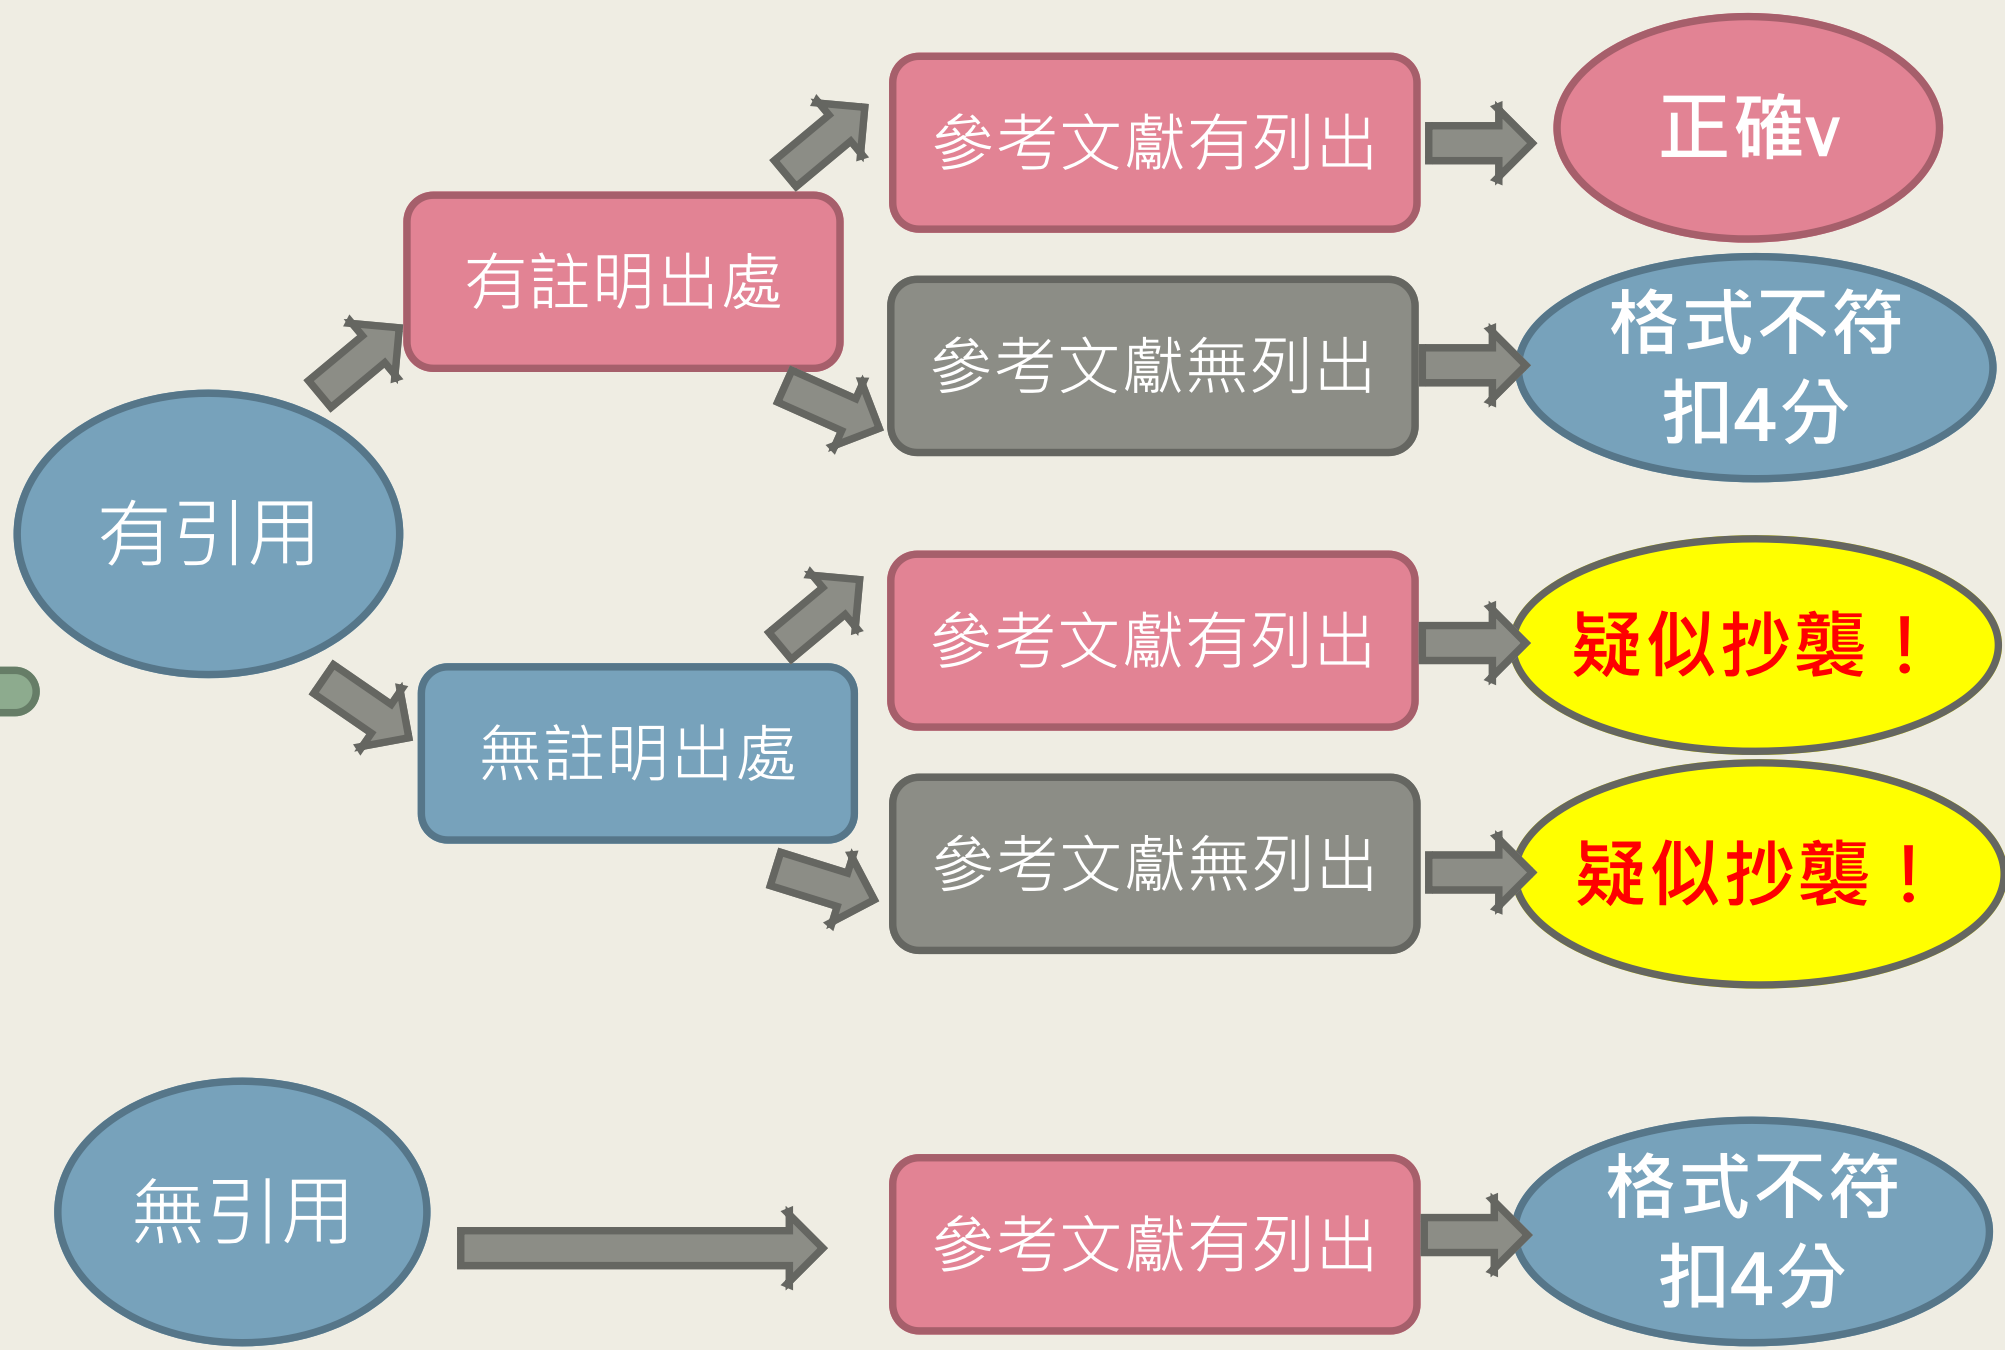 參考文獻有列出
正確v
有註明出處
參考文獻無列出
格式不符
扣4分
有引用
參考文獻有列出
疑似抄襲！
無註明出處
參考文獻無列出
疑似抄襲！
無引用
參考文獻有列出
格式不符
扣4分